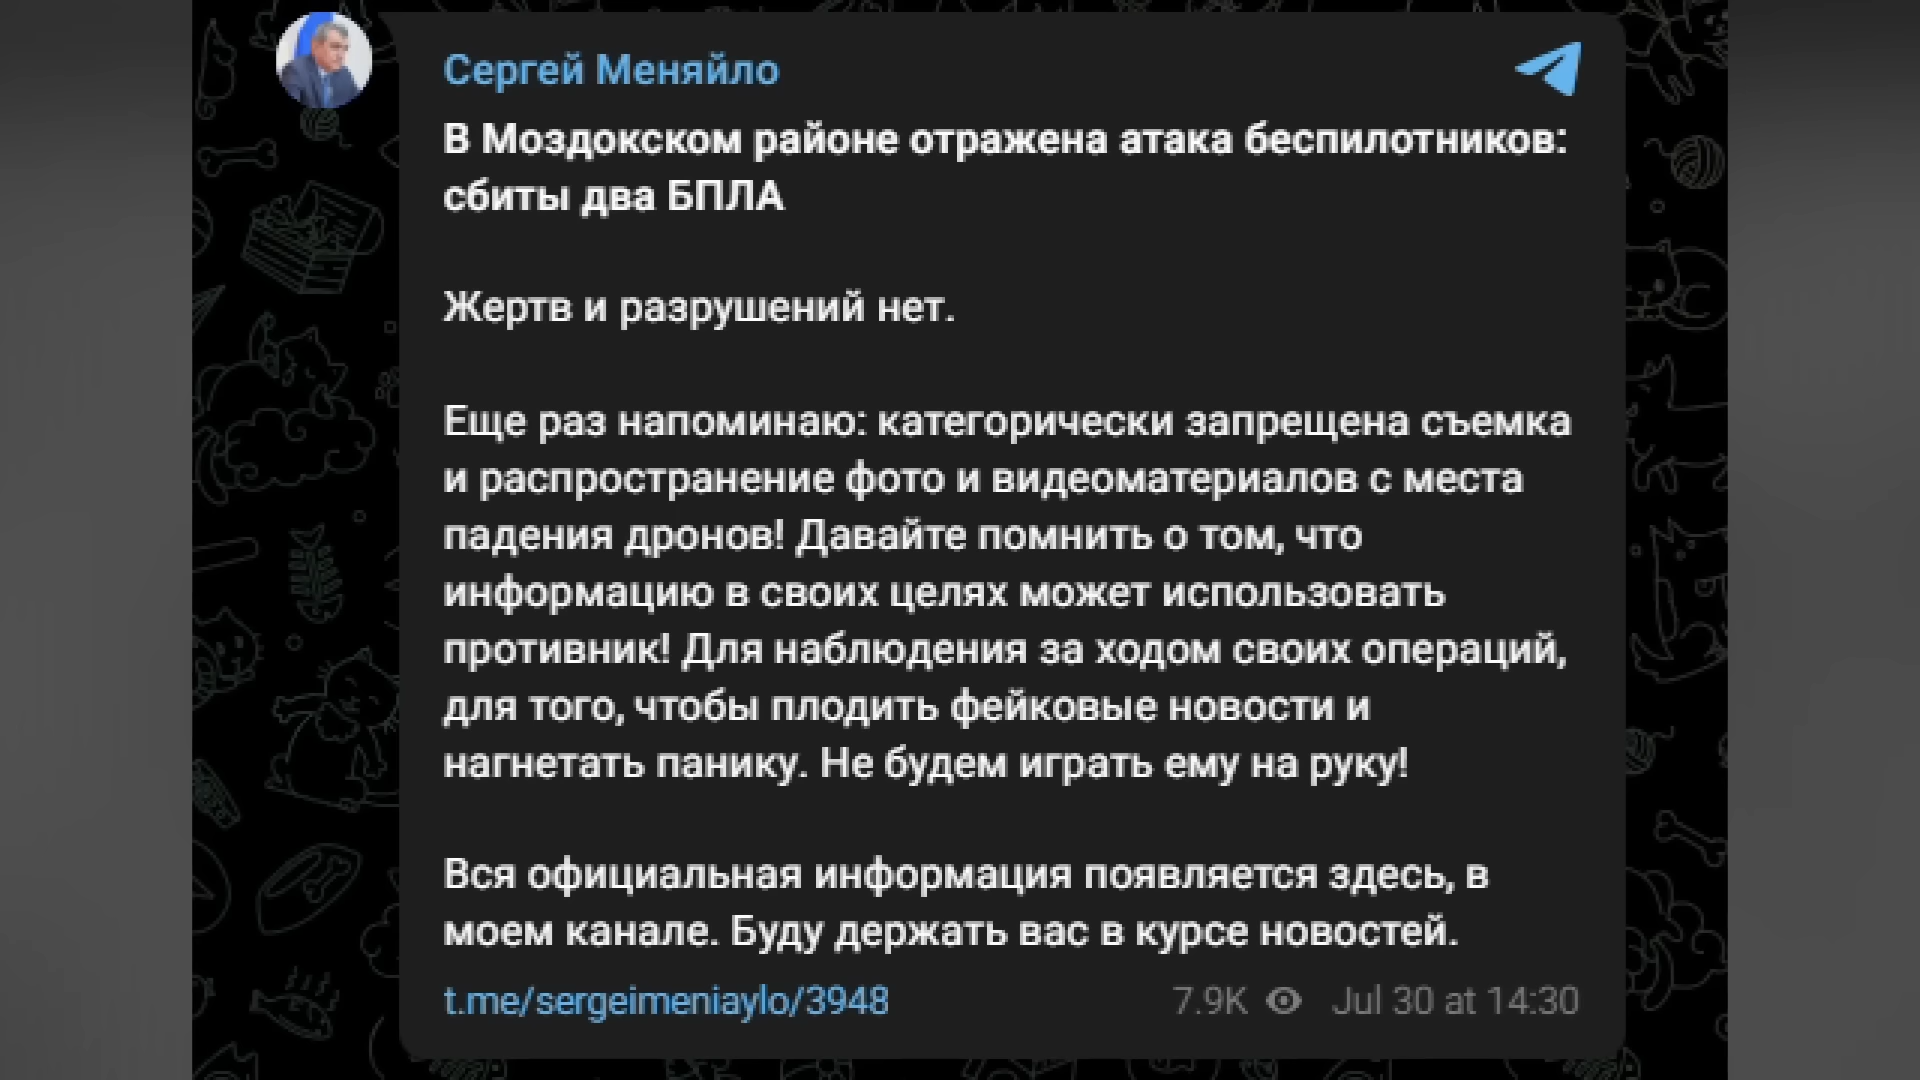 Сергей Меняйло
В Моздокском районе отражена атака беспилотников:
сбиты два БПЛА
Жертв и разрушений нет.
Еще раз напоминаю: категорически запрещена съемка
и распространение фото и видеоматериалов с места
падения дронов! Давайте помнить о том, что
информацию в своих целях может использовать
противник! Для наблюдения за ходом своих операций,
для того, чтобы плодить фейковые новости и
нагнетать панику. Не будем играть ему на руку!
Вся официальная информация появляется здесь, в
моем канале. Буду держать вас в курсе новостей.
t.me/sergeimeniaylo/3948 7.9K Jul 30 at 14:30